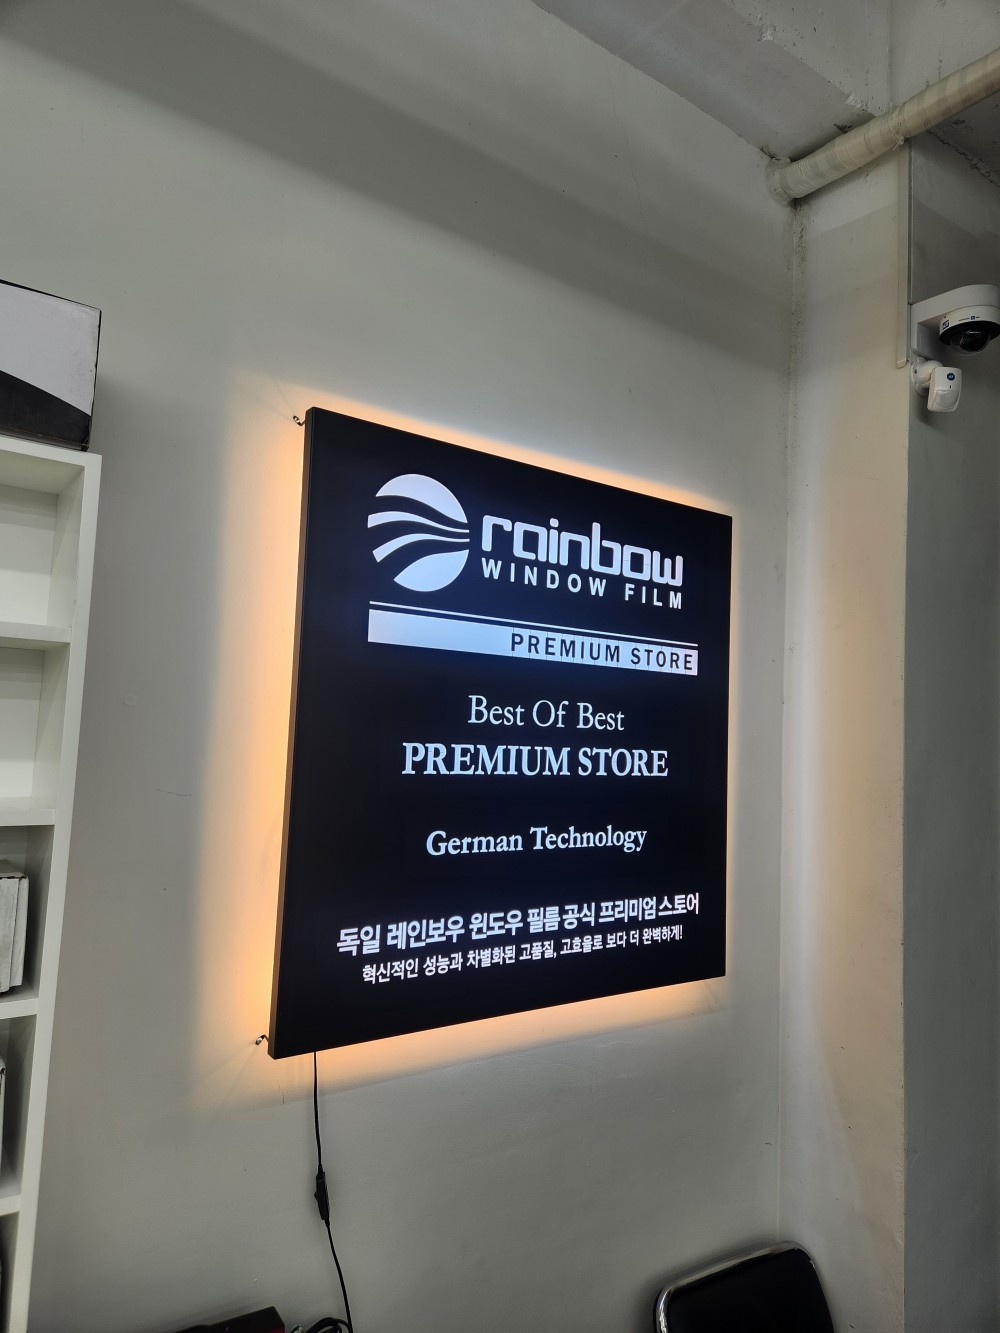 rainbow
WINDOW FILM
PREMIUM STORE
Best Of Best
PREMIUM STORE
German Technology
독일 레인보우 윈도우 필름 공식 프리미엄 스토어
혁신적인 성능과 차별화된 고품질, 고효율로 보다 더 완벽하게!